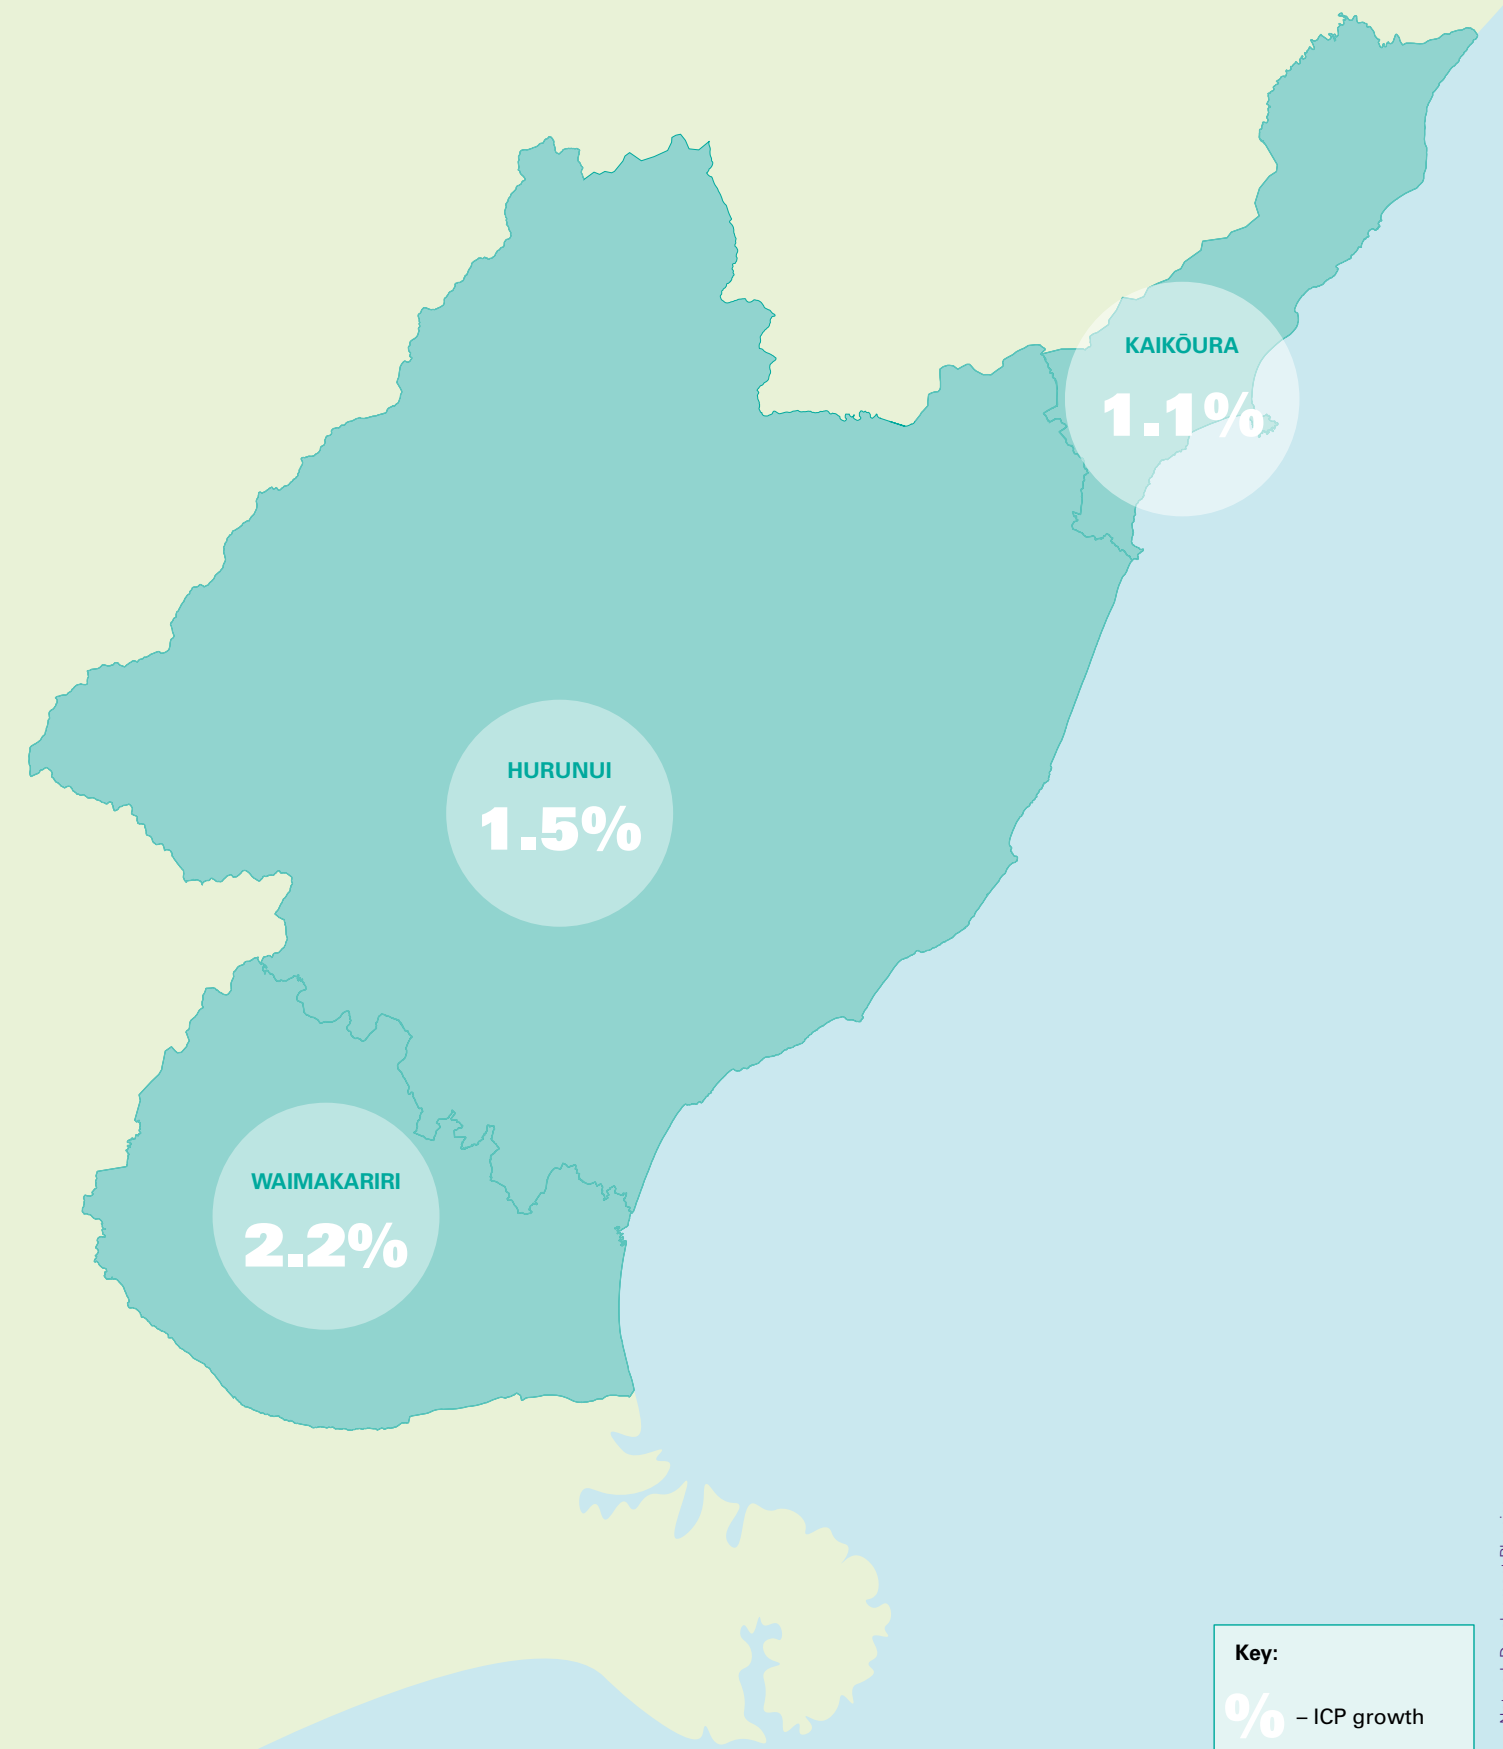 KAIKŌURA
1.1%
HURUNUI
1.5%
WAIMAKARIRI
2.2%
Key:
% – ICP growth